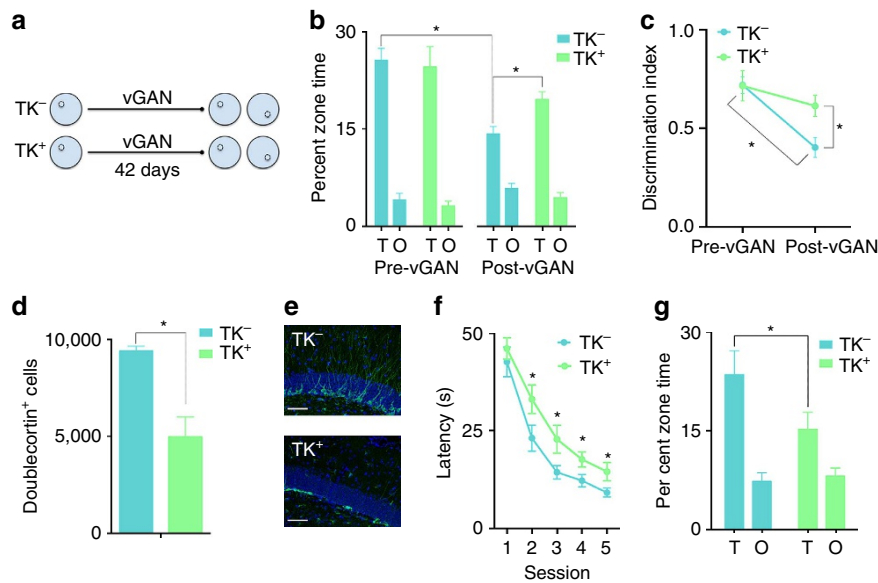 a
TK⁻ vGAN
TK⁺ vGAN
42 days
b
Percent zone time
30
15
0
* *
TK⁻
TK⁺
T O T O T O T O
Pre-vGAN Post-vGAN
c
Discrimination index
1.0
0.5
0.0
TK⁻
TK⁺
* *
Pre-vGAN Post-vGAN
d
Doublecortin⁺ cells
10,000
5,000
0
*
TK⁻
TK⁺
e
TK⁻
TK⁺
f
Latency (s)
50
25
0
TK⁻
TK⁺
* * * *
1 2 3 4 5
Session
g
Per cent zone time
30
15
0
*
TK⁻
TK⁺
T O T O